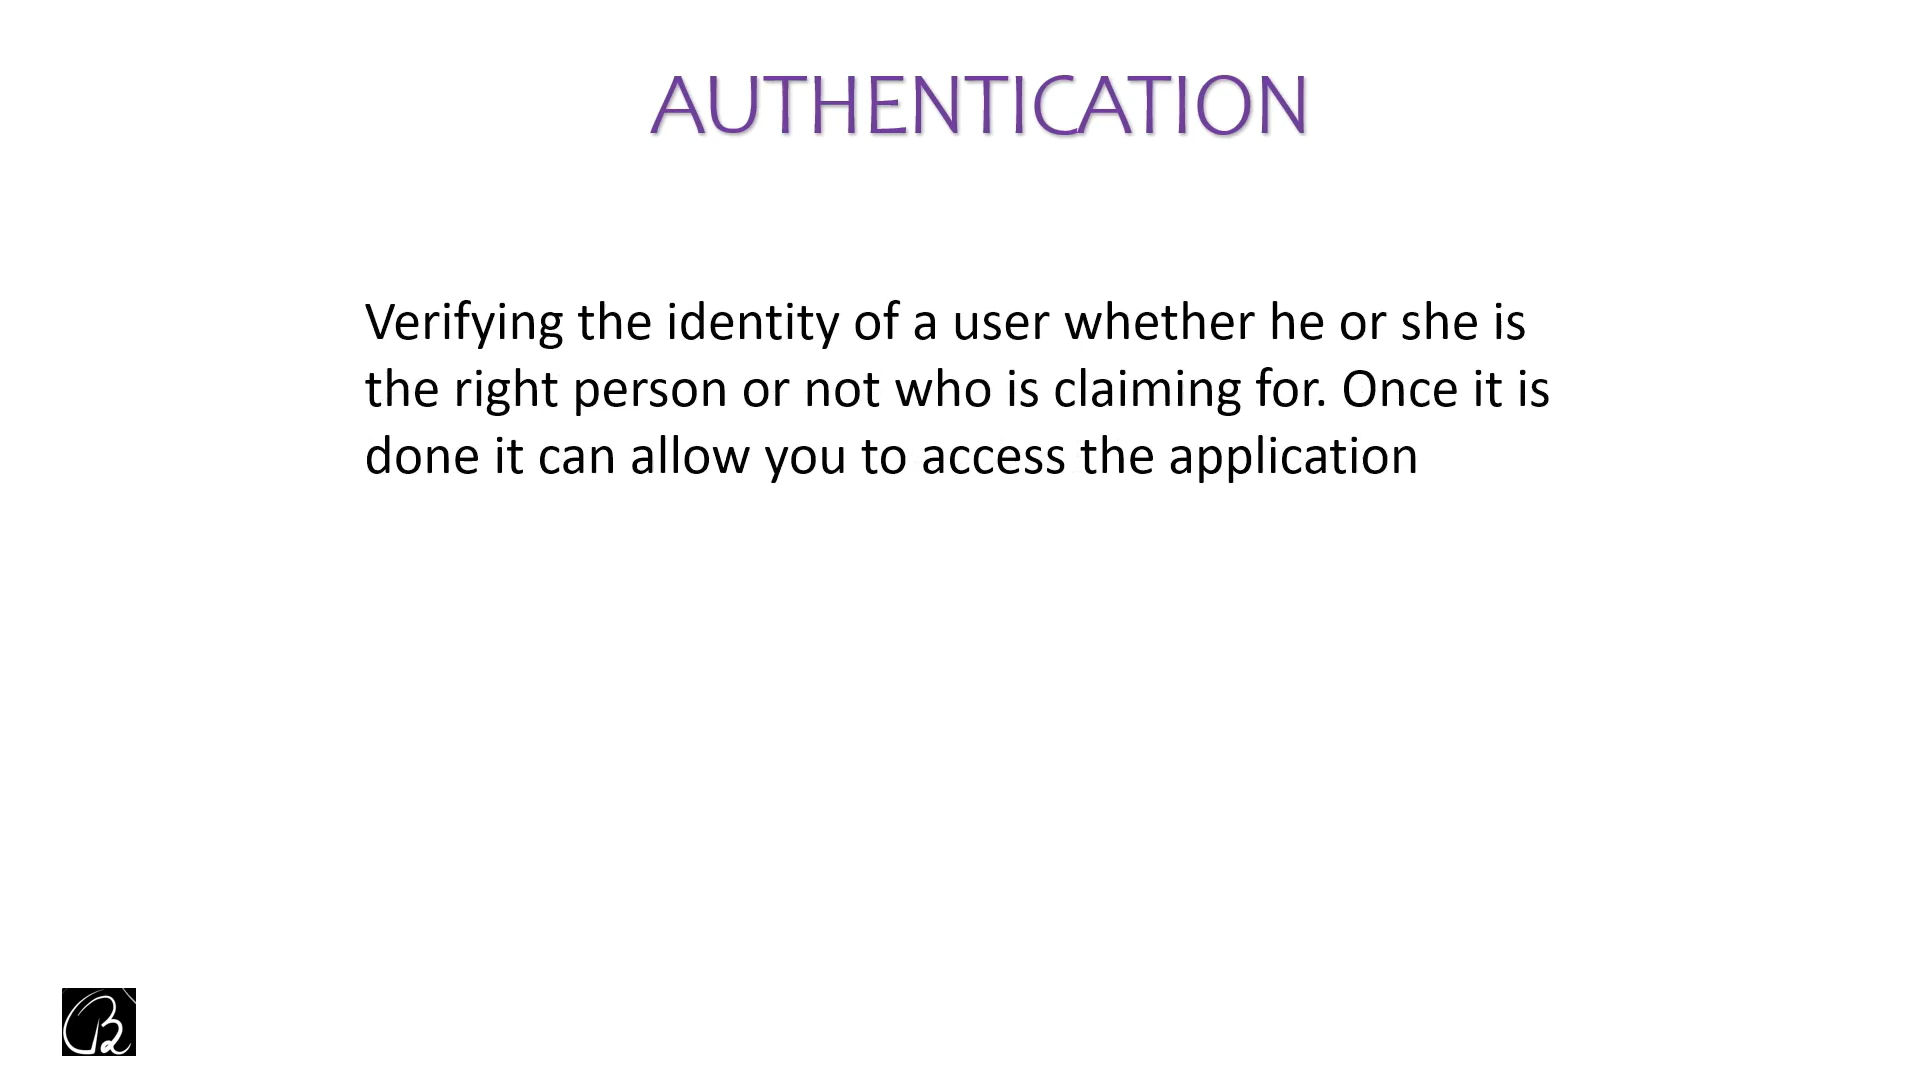 AUTHENTICATION
Verifying the identity of a user whether he or she is
the right person or not who is claiming for. Once it is
done it can allow you to access the application